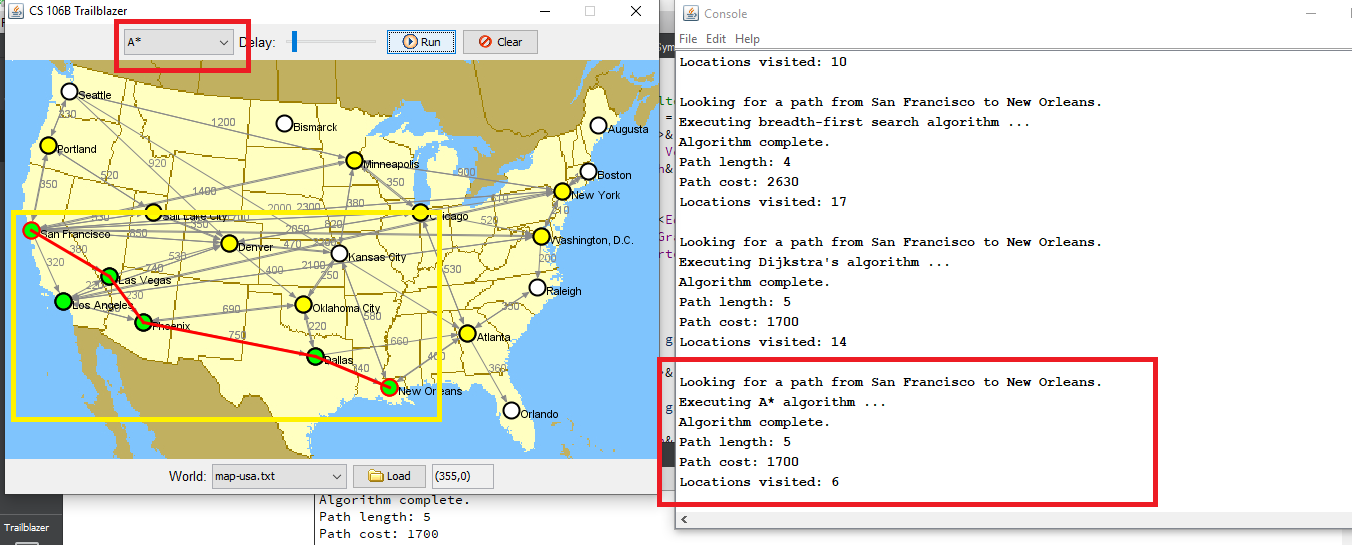 CS 106B Trailblazer
A*
Delay:
Run
Clear
Seattle
330
1200
Bismarck
Augusta
Portland
920
Minneapolis
350
520
1400
350
900
Boston
380
610
New York
2000
2300
Salt Lake City
Chicago
520
San Francisco
2050
Washington, D.C.
Denver
470
Kansas City
380
530
320
740
400
2100
250
530
200
Las Vegas
Raleigh
Los Angeles
230
690
Oklahoma City
580
350
Phoenix
220
750
660
Atlanta
Dallas
360
New Orleans
Orlando
World:
map-usa.txt
Load
(355,0)
Console
File Edit Help
Locations visited: 10
Looking for a path from San Francisco to New Orleans.
Executing breadth-first search algorithm ...
Algorithm complete.
Path length: 4
Path cost: 2630
Locations visited: 17
Looking for a path from San Francisco to New Orleans.
Executing Dijkstra's algorithm ...
Algorithm complete.
Path length: 5
Path cost: 1700
Locations visited: 14
Looking for a path from San Francisco to New Orleans.
Executing A* algorithm ...
Algorithm complete.
Path length: 5
Path cost: 1700
Locations visited: 6
Trailblazer
Algorithm complete.
Path length: 5
Path cost: 1700